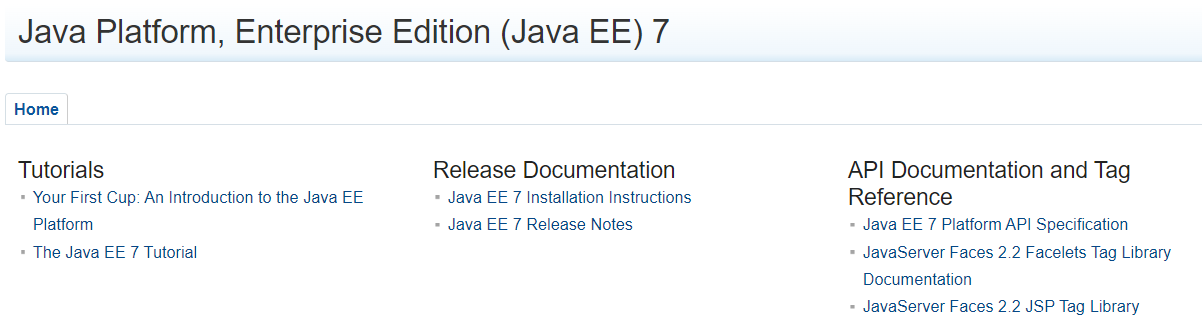 Java Platform, Enterprise Edition (Java EE) 7
Home
Tutorials
Your First Cup: An Introduction to the Java EE
Platform
The Java EE 7 Tutorial
Release Documentation
Java EE 7 Installation Instructions
Java EE 7 Release Notes
API Documentation and Tag
Reference
Java EE 7 Platform API Specification
JavaServer Faces 2.2 Facelets Tag Library
Documentation
JavaServer Faces 2.2 JSP Tag Library